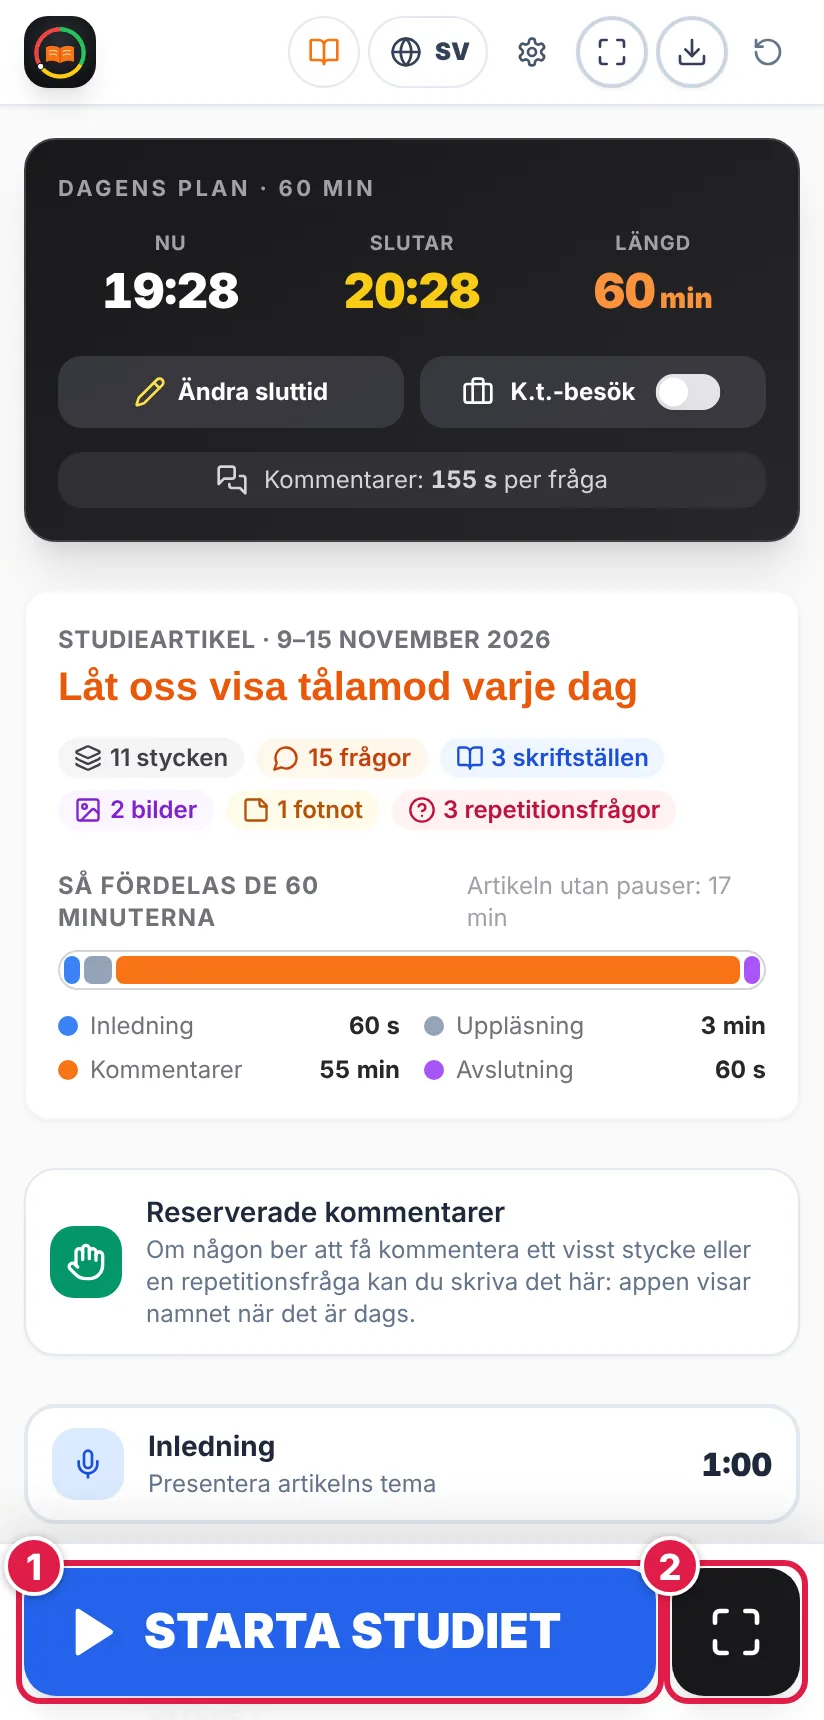 SV
DAGENS PLAN · 60 MIN
NU
SLUTAR
LÄNGD
19:28
20:28
60 min
Ändra sluttid
K.t.-besök
Kommentarer: 155 s per fråga
STUDIEARTIKEL · 9–15 NOVEMBER 2026
Låt oss visa tålamod varje dag
11 stycken
15 frågor
3 skriftställen
2 bilder
1 fotnot
3 repetitionsfrågor
SÅ FÖRDELAS DE 60
MINUTERNA
Artikeln utan pauser: 17
min
Inledning
60 s
Uppläsning
3 min
Kommentarer
55 min
Avslutning
60 s
Reserverade kommentarer
Om någon ber att få kommentera ett visst stycke eller
en repetitionsfråga kan du skriva det här: appen visar
namnet när det är dags.
Inledning
Presentera artikelns tema
1:00
1
2
STARTA STUDIET